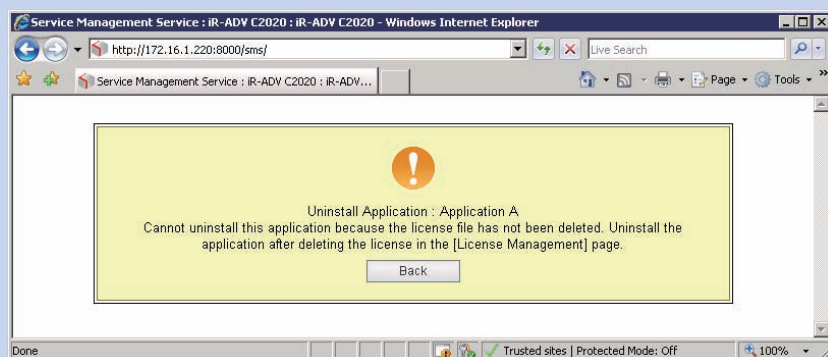 Service Management Service : iR-ADV C2020 : iR-ADV C2020 - Windows Internet Explorer
http://172.16.1.220:8000/sms/
Live Search
Service Management Service : iR-ADV C2020 : iR-ADV...
Page
Tools
»
Uninstall Application : Application A
Cannot uninstall this application because the license file has not been deleted. Uninstall the
application after deleting the license in the [License Management] page.
Back
Done
Trusted sites | Protected Mode: Off
100%